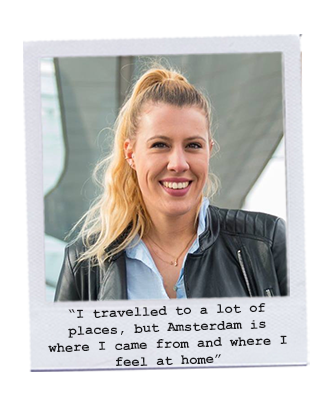 “I travelled to a lot of
places, but Amsterdam is
where I came from and where I
feel at home”